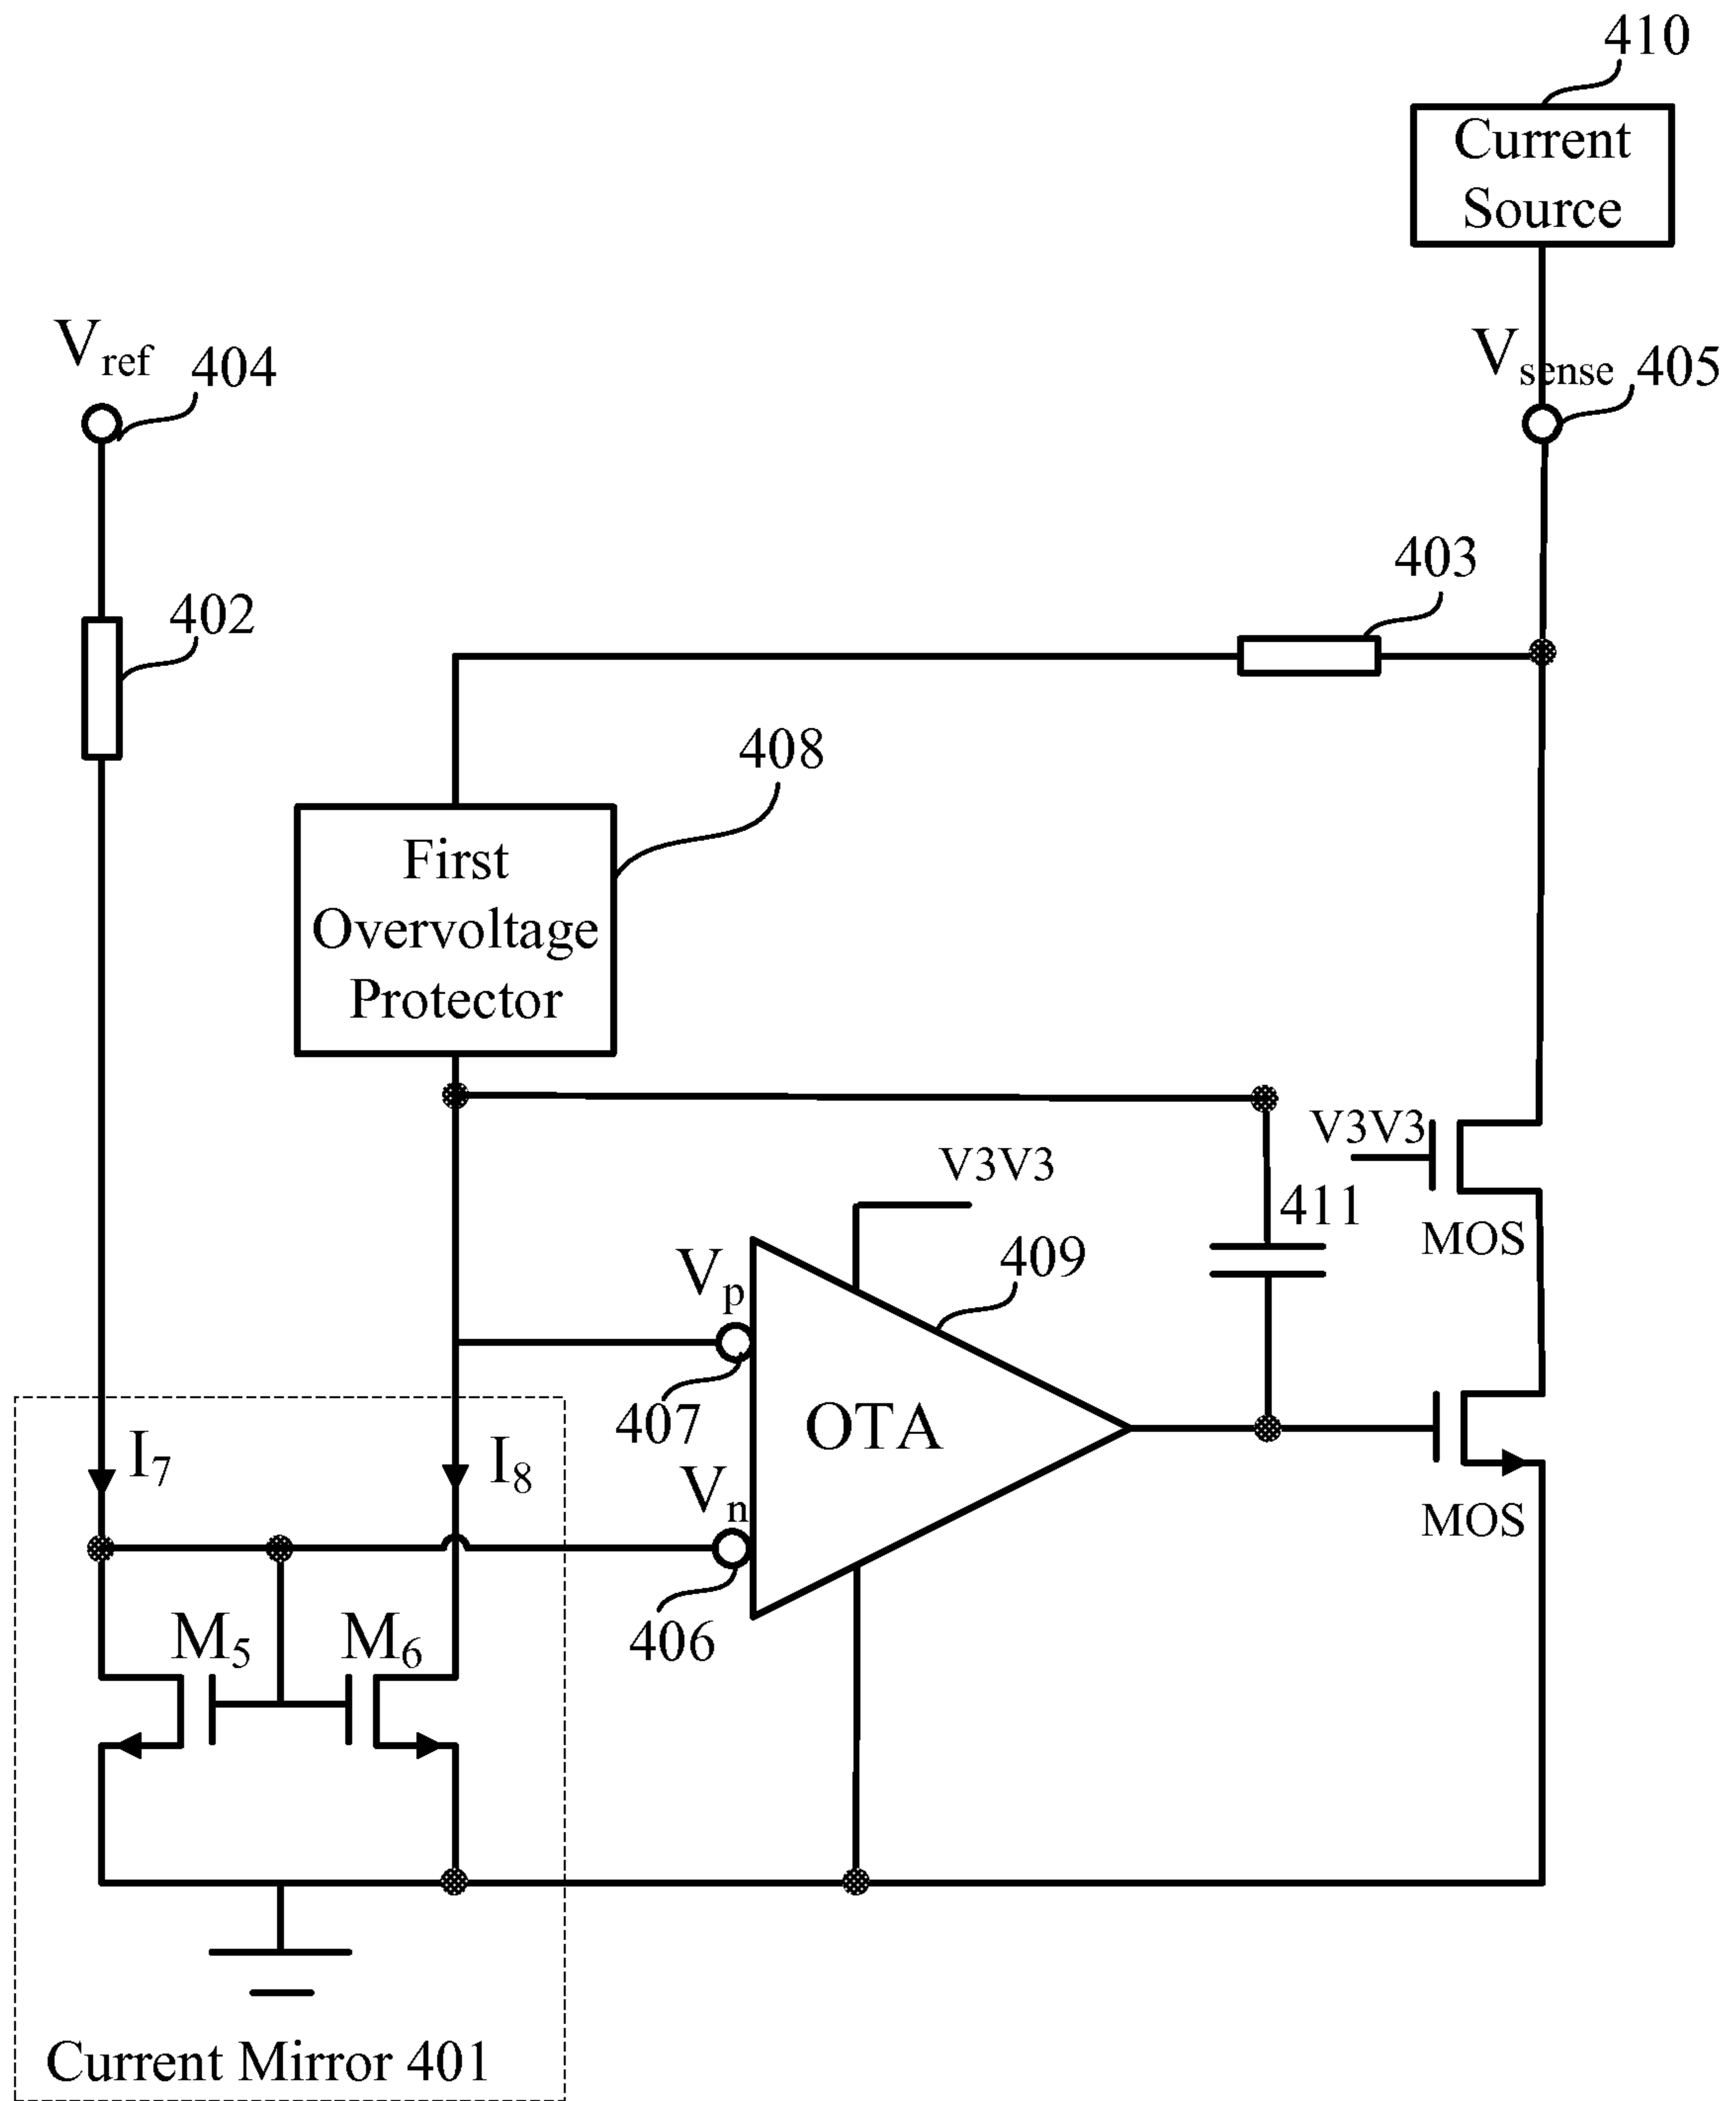 410
Current
Source
V_ref
404
V_sense
405
403
402
408
First
Overvoltage
Protector
V3V3
V3V3
411
MOS
V_p
409
407
OTA
I_7
I_8
V_n
MOS
406
M_5
M_6
Current Mirror 401